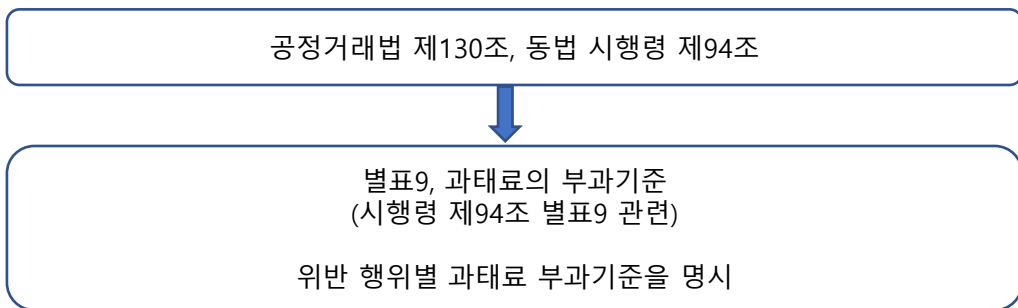 공정거래법 제130조, 동법 시행령 제94조
별표9, 과태료의 부과기준
(시행령 제94조 별표9 관련)
위반 행위별 과태료 부과기준을 명시